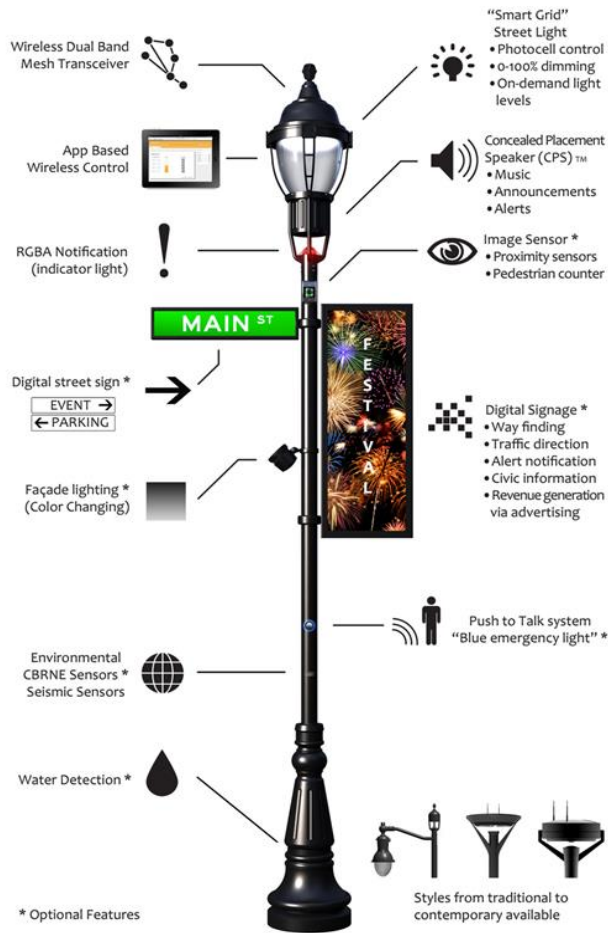 Wireless Dual Band
Mesh Transceiver
“Smart Grid”
Street Light
• Photocell control
• 0-100% dimming
• On-demand light
levels
App Based
Wireless Control
Concealed Placement
Speaker (CPS) TM
• Music
• Announcements
• Alerts
RGBA Notification
(indicator light)
Image Sensor *
• Proximity sensors
• Pedestrian counter
MAIN ST
FESTIVAL
Digital street sign *
EVENT →
← PARKING
Digital Signage *
• Way finding
• Traffic direction
• Alert notification
• Civic information
• Revenue generation
via advertising
Façade lighting *
(Color Changing)
Push to Talk system
“Blue emergency light” *
Environmental
CBRNE Sensors *
Seismic Sensors
Water Detection *
* Optional Features
Styles from traditional to
contemporary available